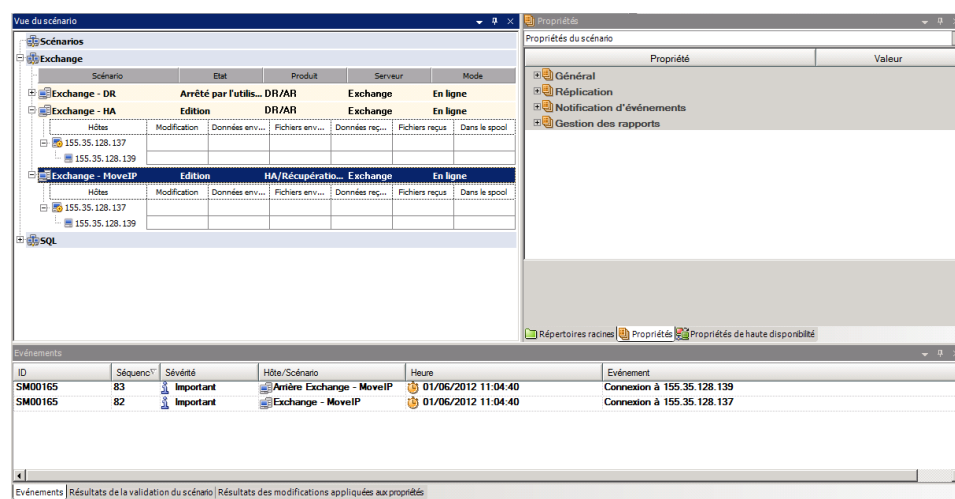 Vue du scénario
Scénarios
Exchange
Scénario Etat Produit Serveur Mode
Exchange - DR Arrêté par l'utilis... DR/AR Exchange En ligne
Exchange - HA Edition DR/AR Exchange En ligne
Hôtes Modification Données env... Fichiers env... Données reç... Fichiers reçus Dans le spool
155.35.128.137
155.35.128.139
Exchange - MoveIP Edition HA/Récupératio... Exchange En ligne
Hôtes Modification Données env... Fichiers env... Données reç... Fichiers reçus Dans le spool
155.35.128.137
155.35.128.139
SQL
Propriétés
Propriétés du scénario
Propriété Valeur
Général
Réplication
Notification d'événements
Gestion des rapports
Répertoires racines Propriétés Propriétés de haute disponibilité
Evénements
ID Séquenc Sévérité Hôte/Scénario Heure Evénement
SM00165 83 Important Arrière Exchange - MoveIP 01/06/2012 11:04:40 Connexion à 155.35.128.139
SM00165 82 Important Exchange - MoveIP 01/06/2012 11:04:40 Connexion à 155.35.128.137
Evénements Résultats de la validation du scénario Résultats des modifications appliquées aux propriétés